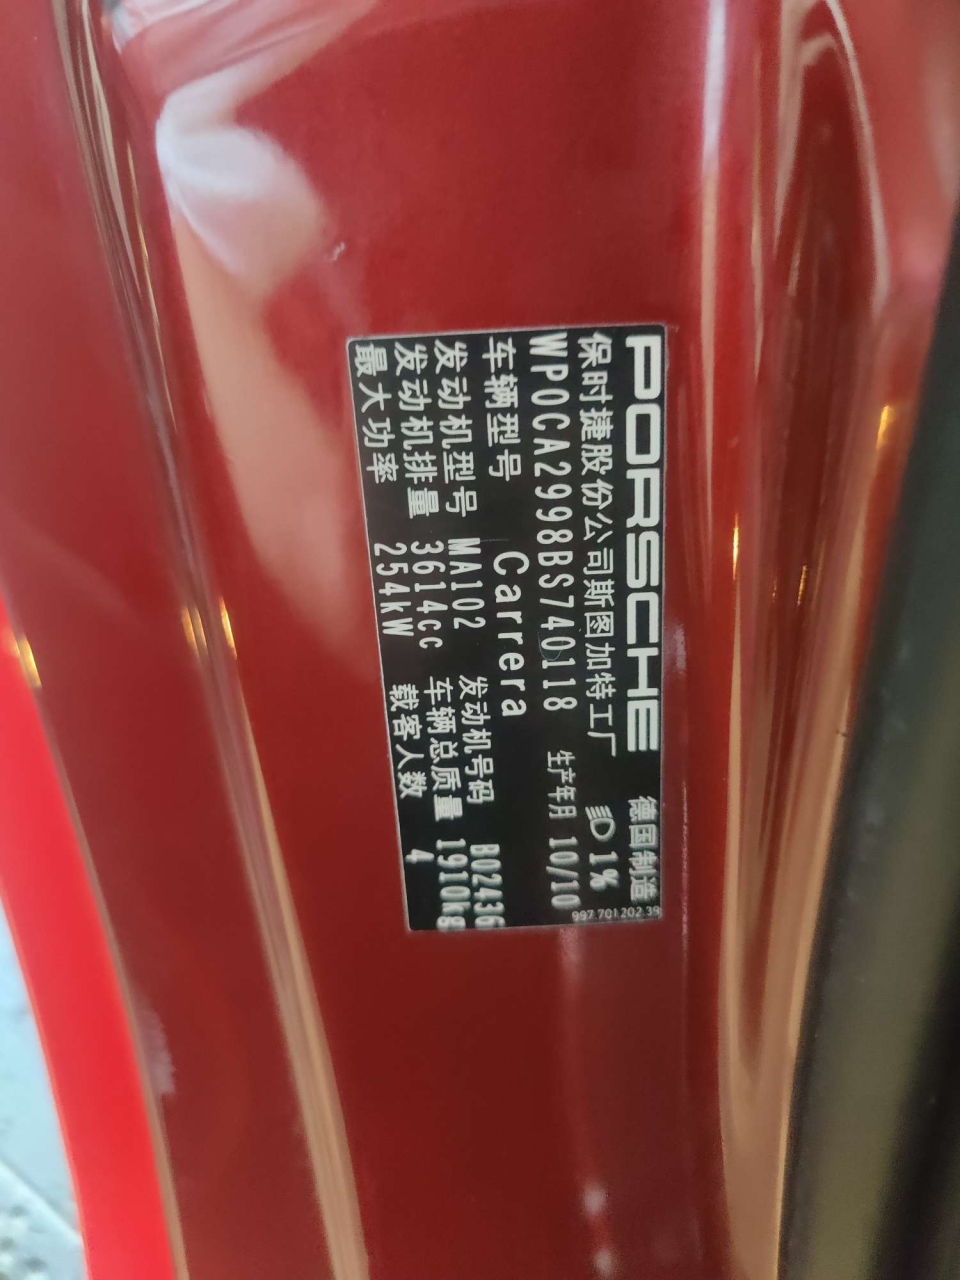 PORSCHE 德国制造
保时捷股份公司斯图加特工厂 1%
WP0CA2998BS740118 生产年月 10/10
车辆型号 Carrera
发动机型号 MA102 发动机号码 B02436
发动机排量 3614cc 车辆总质量 1910kg
最大功率 254kW 载客人数 4
997.701.202.39